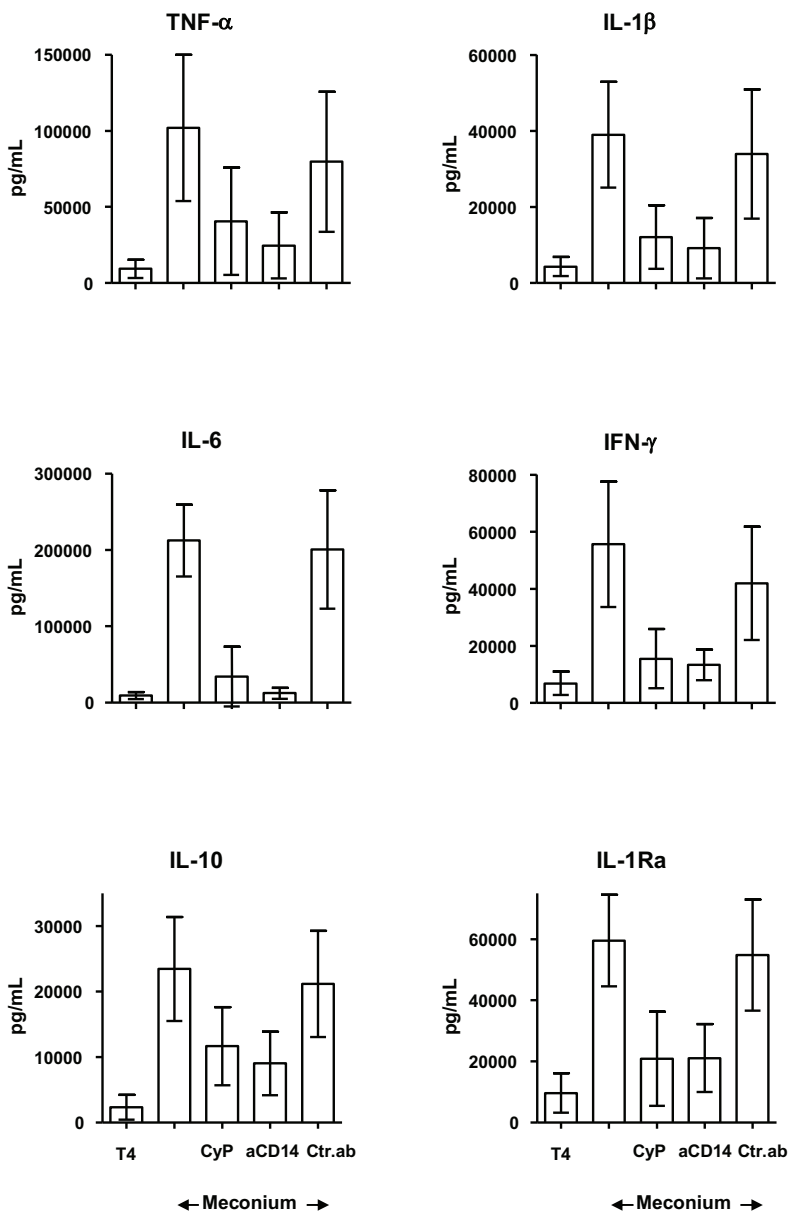 TNF-α
150000
100000
50000
0
pg/mL
IL-1β
60000
40000
20000
0
pg/mL
IL-6
300000
200000
100000
0
pg/mL
IFN-γ
80000
60000
40000
20000
0
pg/mL
IL-10
30000
20000
10000
0
pg/mL
T4 CyP aCD14 Ctr.ab
←Meconium→
IL-1Ra
60000
40000
20000
0
pg/mL
T4 CyP aCD14 Ctr.ab
←Meconium→